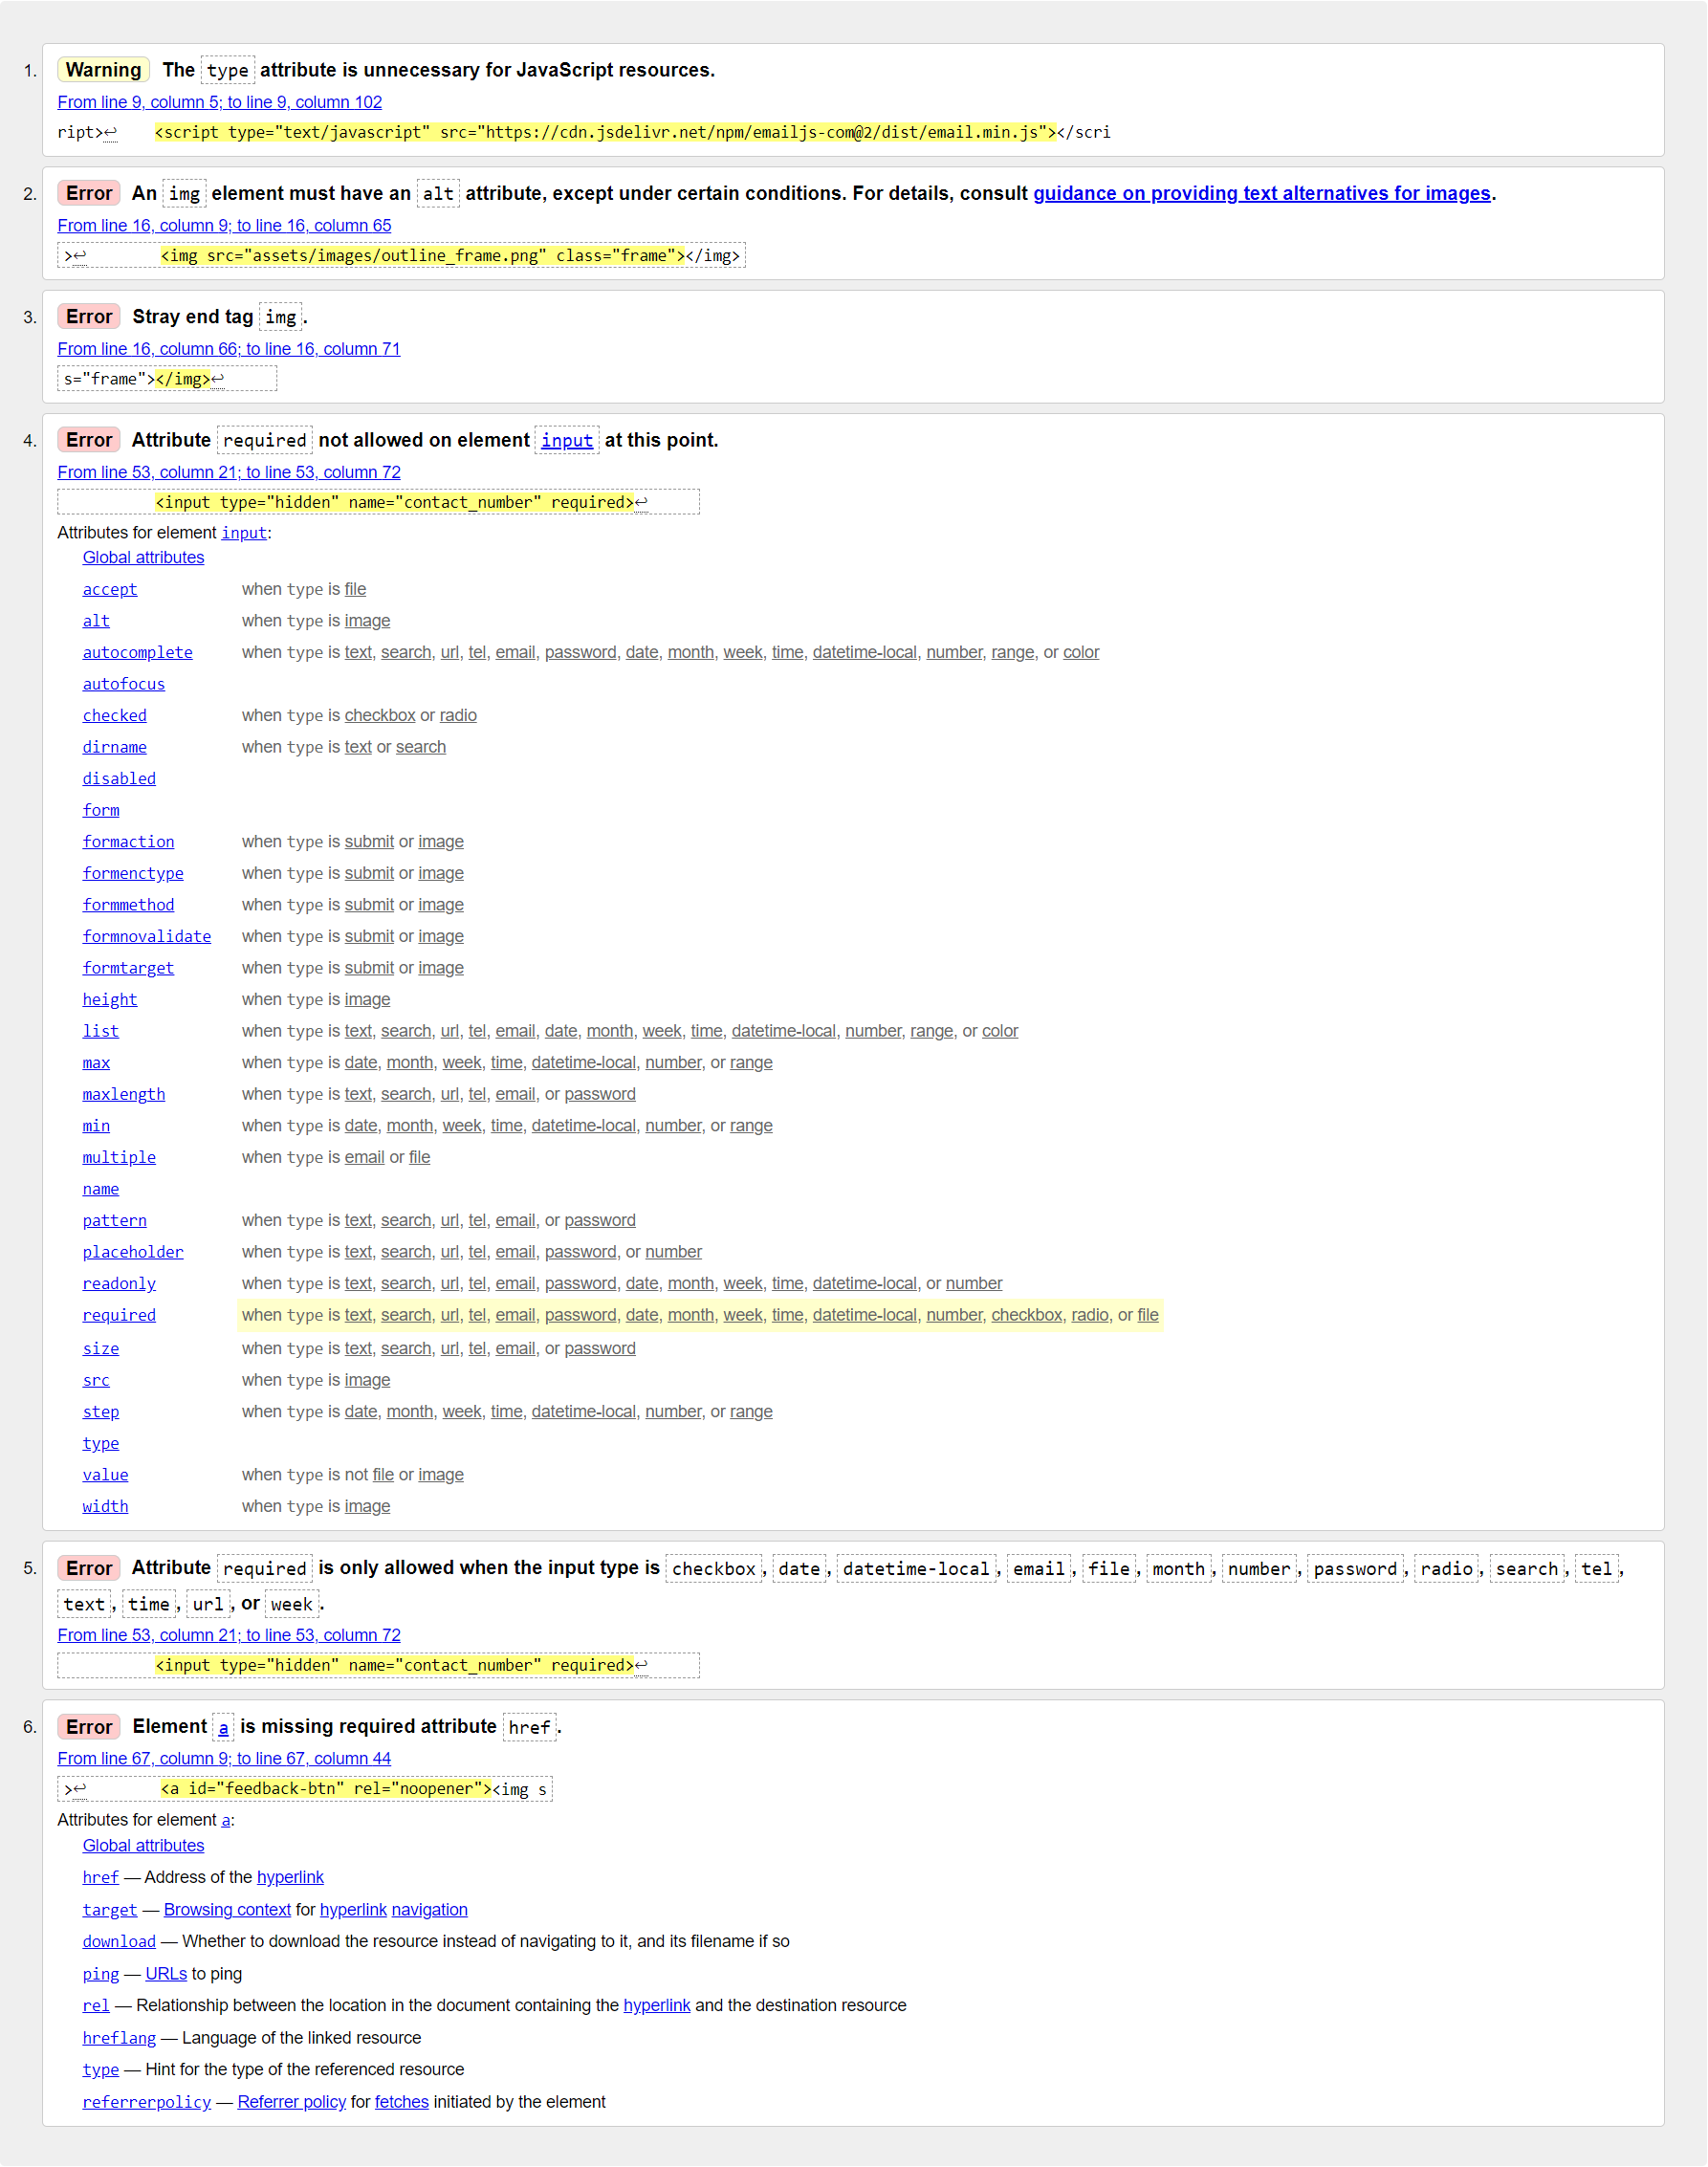 1. Warning The type attribute is unnecessary for JavaScript resources.
From line 9, column 5; to line 9, column 102
ript>↩ <script type="text/javascript" src="https://cdn.jsdelivr.net/npm/emailjs-com@2/dist/email.min.js"></scri
2. Error An img element must have an alt attribute, except under certain conditions. For details, consult guidance on providing text alternatives for images.
From line 16, column 9; to line 16, column 65
>↩ <img src="assets/images/outline_frame.png" class="frame"></img>
3. Error Stray end tag img.
From line 16, column 66; to line 16, column 71
s="frame"></img>↩
4. Error Attribute required not allowed on element input at this point.
From line 53, column 21; to line 53, column 72
<input type="hidden" name="contact_number" required>↩
Attributes for element input:
Global attributes
accept when type is file
alt when type is image
autocomplete when type is text, search, url, tel, email, password, date, month, week, time, datetime-local, number, range, or color
autofocus
checked when type is checkbox or radio
dirname when type is text or search
disabled
form
formaction when type is submit or image
formenctype when type is submit or image
formmethod when type is submit or image
formnovalidate when type is submit or image
formtarget when type is submit or image
height when type is image
list when type is text, search, url, tel, email, date, month, week, time, datetime-local, number, range, or color
max when type is date, month, week, time, datetime-local, number, or range
maxlength when type is text, search, url, tel, email, or password
min when type is date, month, week, time, datetime-local, number, or range
multiple when type is email or file
name
pattern when type is text, search, url, tel, email, or password
placeholder when type is text, search, url, tel, email, password, or number
readonly when type is text, search, url, tel, email, password, date, month, week, time, datetime-local, or number
required when type is text, search, url, tel, email, password, date, month, week, time, datetime-local, number, checkbox, radio, or file
size when type is text, search, url, tel, email, or password
src when type is image
step when type is date, month, week, time, datetime-local, number, or range
type
value when type is not file or image
width when type is image
5. Error Attribute required is only allowed when the input type is checkbox, date, datetime-local, email, file, month, number, password, radio, search, tel,
text, time, url, or week.
From line 53, column 21; to line 53, column 72
<input type="hidden" name="contact_number" required>↩
6. Error Element a is missing required attribute href.
From line 67, column 9; to line 67, column 44
>↩ <a id="feedback-btn" rel="noopener"><img s
Attributes for element a:
Global attributes
href — Address of the hyperlink
target — Browsing context for hyperlink navigation
download — Whether to download the resource instead of navigating to it, and its filename if so
ping — URLs to ping
rel — Relationship between the location in the document containing the hyperlink and the destination resource
hreflang — Language of the linked resource
type — Hint for the type of the referenced resource
referrerpolicy — Referrer policy for fetches initiated by the element